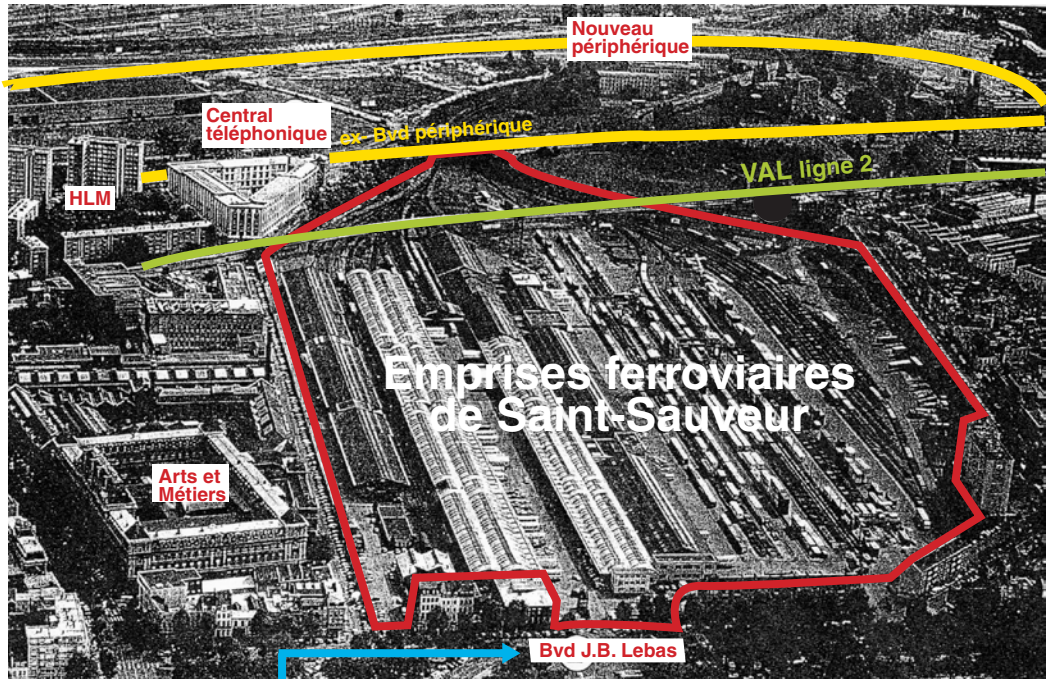 Nouveau
périphérique
Central
téléphonique
ex- Bvd périphérique
VAL ligne 2
HLM
Emprises ferroviaires
de Saint-Sauveur
Arts et
Métiers
Bvd J.B. Lebas